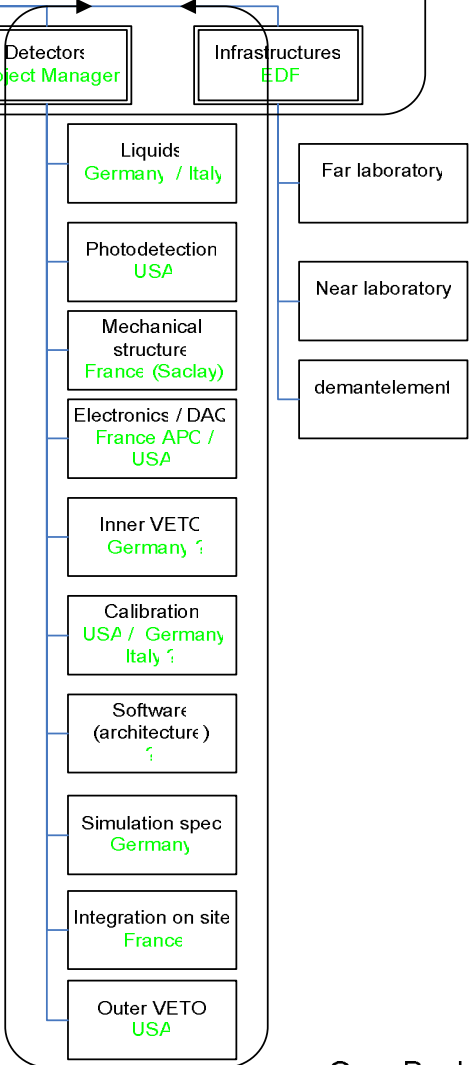 Detectors
oject Manager
Infrastructures
EDF
Liquids
Germany / Italy
Far laboratory
Photodetection
USA
Near laboratory
Mechanical
structure
France (Saclay)
demantelement
Electronics / DAQ
France APC /
USA
Inner VETO
Germany ?
Calibration
USA / Germany
Italy ?
Software
(architecture)
?
Simulation spec
Germany
Integration on site
France
Outer VETO
USA